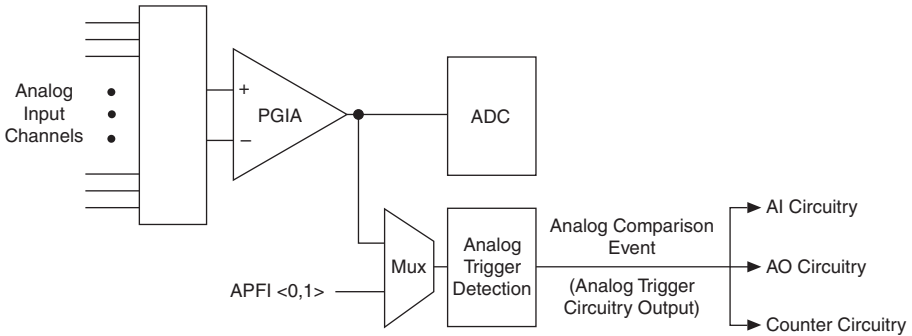 Analog
Input
Channels
+
−
PGIA
ADC
APFI <0,1>
Mux
Analog
Trigger
Detection
Analog Comparison
Event
(Analog Trigger
Circuitry Output)
AI Circuitry
AO Circuitry
Counter Circuitry